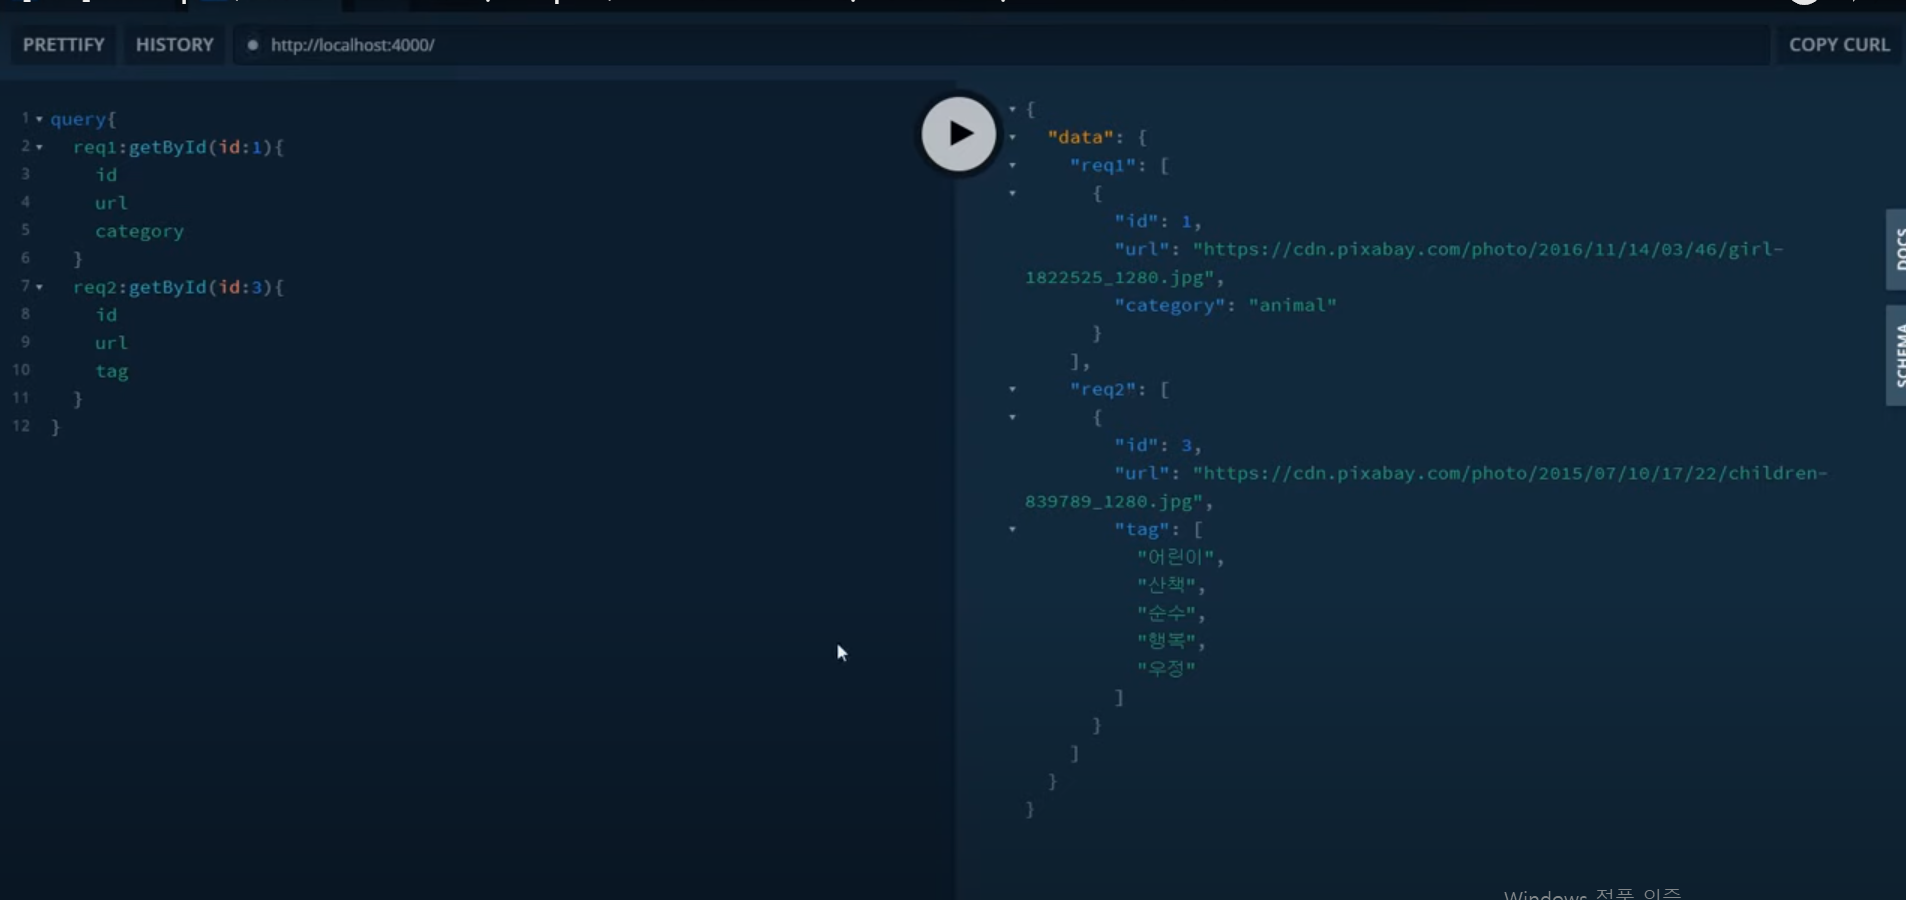 PRETTIFY HISTORY http://localhost:4000/ COPY CURL
1 query{
2 req1:getById(id:1){
3 id
4 url
5 category
6 }
7 req2:getById(id:3){
8 id
9 url
10 tag
11 }
12 }
{
"data": {
"req1": [
{
"id": 1,
"url": "https://cdn.pixabay.com/photo/2016/11/14/03/46/girl-
1822525_1280.jpg",
"category": "animal"
}
],
"req2": [
{
"id": 3,
"url": "https://cdn.pixabay.com/photo/2015/07/10/17/22/children-
839789_1280.jpg",
"tag": [
"어린이",
"산책",
"순수",
"행복",
"우정"
]
}
]
}
}
DOCS
SCHEMA
Windows 정품 인증